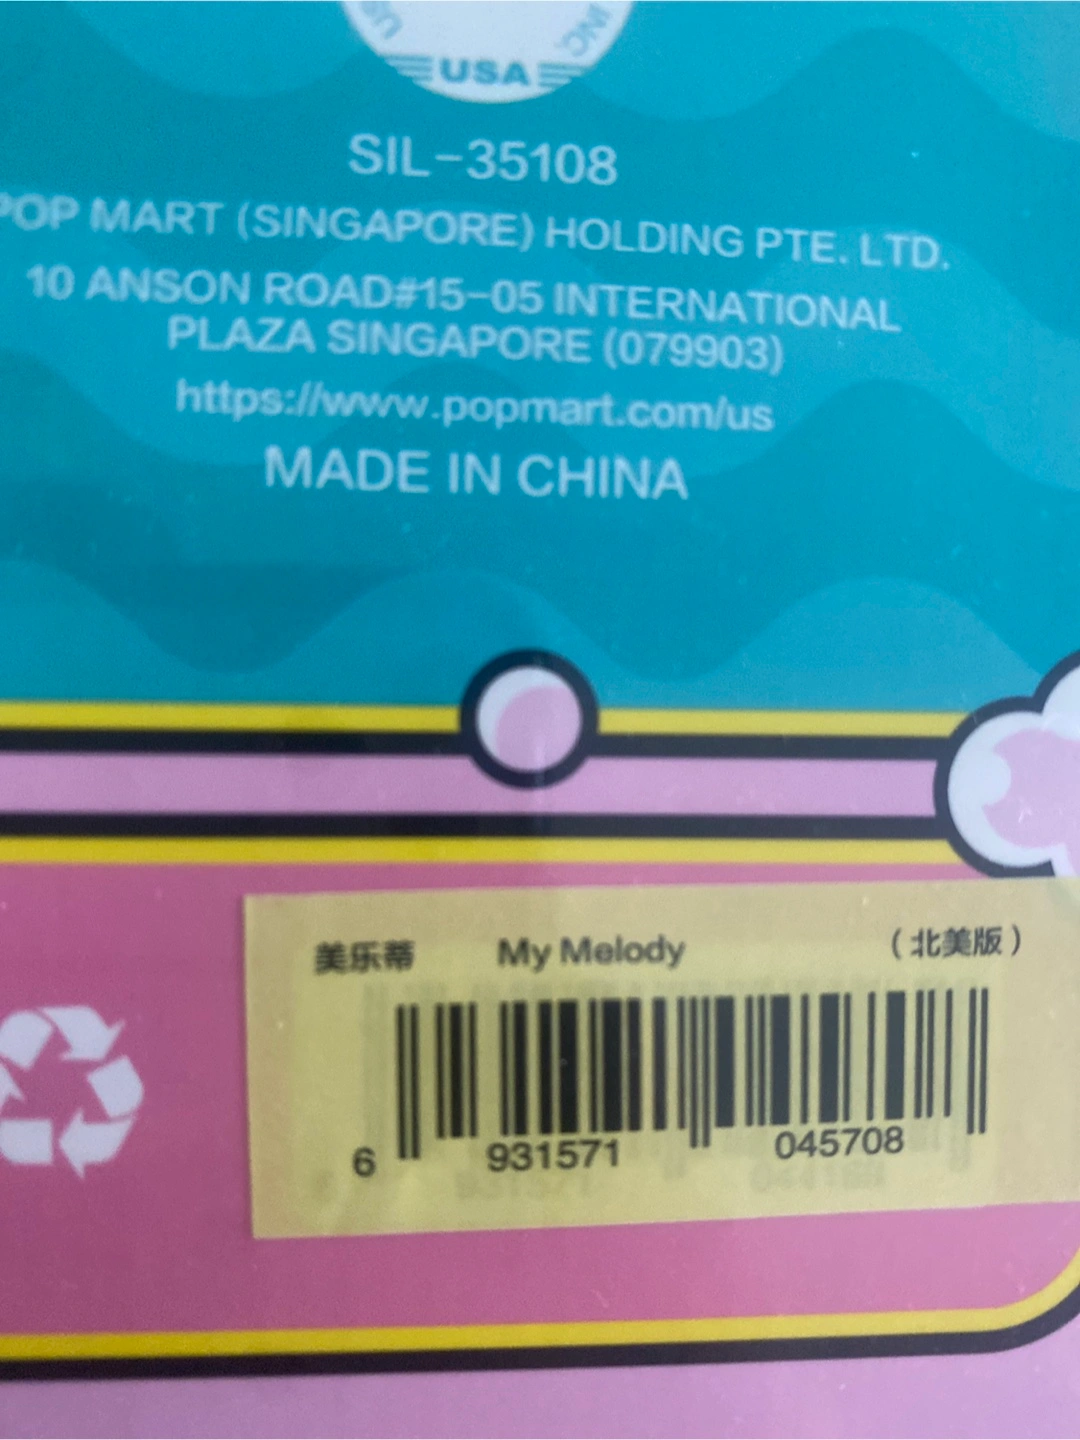 USA
INC
SIL-35108
POP MART (SINGAPORE) HOLDING PTE. LTD.
10 ANSON ROAD#15-05 INTERNATIONAL
PLAZA SINGAPORE (079903)
https://www.popmart.com/us
MADE IN CHINA
美乐蒂 My Melody （北美版）
6 931571 045708